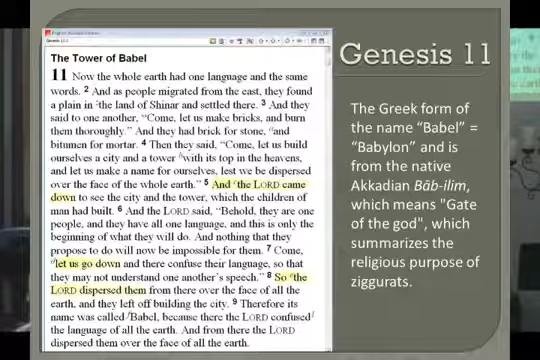 Genesis 11
The Tower of Babel
11 Now the whole earth had one language and the same
words. 2 And as people migrated from the east, they found
a plain in the land of Shinar and settled there. 3 And they
said to one another, “Come, let us make bricks, and
burn them thoroughly.” And they had brick for stone, and
bitumen for mortar. 4 Then they said, “Come, let us build
ourselves a city and a tower with its top in the heavens,
and let us make a name for ourselves, lest we be dispersed
over the face of the whole earth.” 5 And the LORD came
down to see the city and the tower, which the children of
man had built. 6 And the LORD said, “Behold, they are one
people, and they have all one language, and this is only the
beginning of what they will do. And nothing that they
propose to do will now be impossible for them. 7 Come,
let us go down and there confuse their language, so that
they may not understand one another's speech.” 8 So the
LORD dispersed them from there over the face of all the
earth, and they left off building the city. 9 Therefore its
name was called Babel, because there the LORD confused
the language of all the earth. And from there the LORD
dispersed them over the face of all the earth.
The Greek form of
the name “Babel” =
“Babylon” and is
from the native
Akkadian Bāb-ilim,
which means "Gate
of the god", which
summarizes the
religious purpose of
ziggurats.